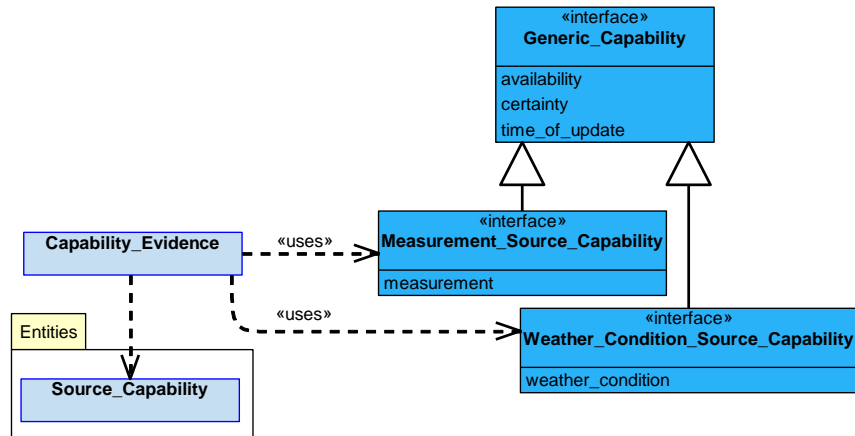 «interface»
Generic_Capability
availability
certainty
time_of_update
«interface»
Measurement_Source_Capability
measurement
Capability_Evidence
«uses»
«uses»
«interface»
Weather_Condition_Source_Capability
weather_condition
Entities
Source_Capability